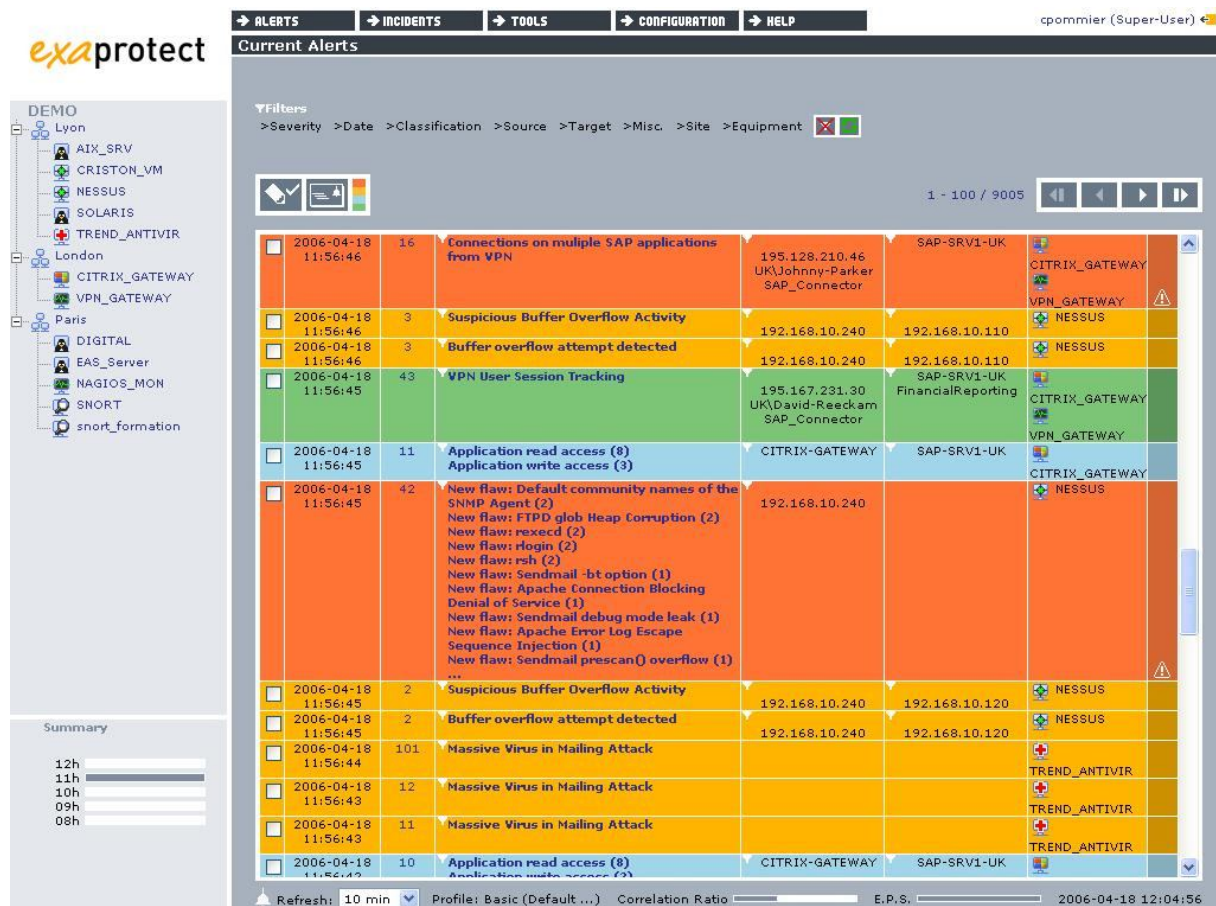 ALERTS INCIDENTS TOOLS CONFIGURATION HELP cpommier (Super-User)
exaprotect
Current Alerts
DEMO
Lyon
AIX_SRV
CRISTON_VM
NESSUS
SOLARIS
TREND_ANTIVIR
London
CITRIX_GATEWAY
VPN_GATEWAY
Paris
DIGITAL
EAS_Server
NAGIOS_MON
SNORT
snort_formation
Summary
12h
11h
10h
09h
08h
Filters
>Severity >Date >Classification >Source >Target >Misc. >Site >Equipment
1 - 100 / 9005
2006-04-18 16 Connections on muliple SAP applications SAP-SRV1-UK
11:56:46 from VPN 195.128.210.46
UK\Johnny-Parker CITRIX_GATEWAY
SAP_Connector
VPN_GATEWAY
2006-04-18 3 Suspicious Buffer Overflow Activity NESSUS
11:56:46 192.168.10.240 192.168.10.110
2006-04-18 3 Buffer overflow attempt detected NESSUS
11:56:46 192.168.10.240 192.168.10.110
2006-04-18 43 VPN User Session Tracking SAP-SRV1-UK
11:56:45 195.167.231.30 FinancialReporting
UK\David-Reeckam CITRIX_GATEWAY
SAP_Connector
VPN_GATEWAY
2006-04-18 11 Application read access (8) CITRIX-GATEWAY SAP-SRV1-UK
11:56:45 Application write access (3)
CITRIX_GATEWAY
2006-04-18 42 New flaw: Default community names of the NESSUS
11:56:45 SNMP Agent (2) 192.168.10.240
New flaw: FTPD glob Heap Corruption (2)
New flaw: rexecd (2)
New flaw: rlogin (2)
New flaw: rsh (2)
New flaw: Sendmail -bt option (1)
New flaw: Apache Connection Blocking
Denial of Service (1)
New flaw: Sendmail debug mode leak (1)
New flaw: Apache Error Log Escape
Sequence Injection (1)
New flaw: Sendmail prescan() overflow (1)
...
2006-04-18 2 Suspicious Buffer Overflow Activity NESSUS
11:56:45 192.168.10.240 192.168.10.120
2006-04-18 2 Buffer overflow attempt detected NESSUS
11:56:45 192.168.10.240 192.168.10.120
2006-04-18 101 Massive Virus in Mailing Attack
11:56:44 TREND_ANTIVIR
2006-04-18 12 Massive Virus in Mailing Attack
11:56:43 TREND_ANTIVIR
2006-04-18 11 Massive Virus in Mailing Attack
11:56:43 TREND_ANTIVIR
2006-04-18 10 Application read access (8) CITRIX-GATEWAY SAP-SRV1-UK
Application write access
Refresh: 10 min Profile: Basic (Default ...) Correlation Ratio E.P.S. 2006-04-18 12:04:56